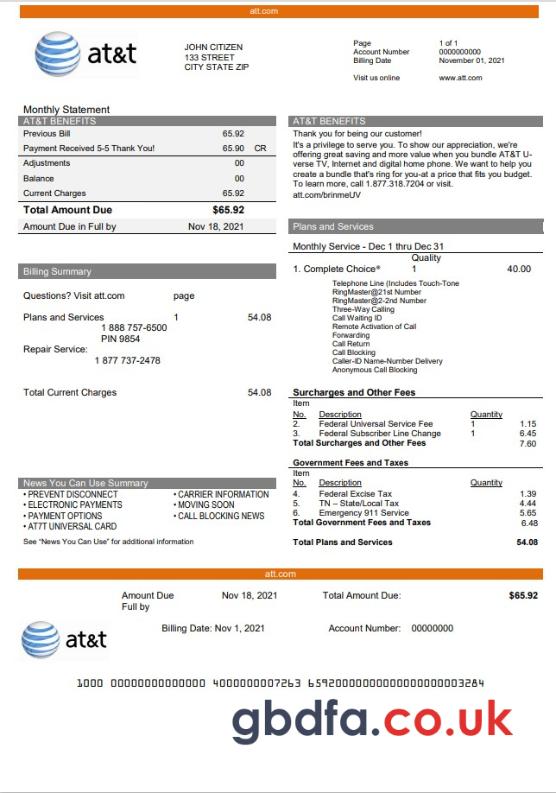 att.com
at&t
JOHN CITIZEN
133 STREET
CITY STATE ZIP
Page 1 of 1
Account Number 0000000000
Billing Date November 01, 2021
Visit us online www.att.com
Monthly Statement
AT&T BENEFITS
Previous Bill 65.92
Payment Received 5-5 Thank You! 65.90 CR
Adjustments 00
Balance 00
Current Charges 65.92
Total Amount Due $65.92
Amount Due in Full by Nov 18, 2021
Billing Summary
Questions? Visit att.com page
Plans and Services 1 54.08
1 888 757-6500
PIN 9854
Repair Service:
1 877 737-2478
Total Current Charges 54.08
News You Can Use Summary
• PREVENT DISCONNECT • CARRIER INFORMATION
• ELECTRONIC PAYMENTS • MOVING SOON
• PAYMENT OPTIONS • CALL BLOCKING NEWS
• AT7T UNIVERSAL CARD
See “News You Can Use” for additional information
AT&T BENEFITS
Thank you for being our customer!
It's a privilege to serve you. To show our appreciation, we're
offering great saving and more value when you bundle AT&T U-
verse TV, Internet and digital home phone. We want to help you
create a bundle that's ring for you-at a price that fits you budget.
To learn more, call 1.877.318.7204 or visit.
att.com/brinmeUV
Plans and Services
Monthly Service - Dec 1 thru Dec 31
Quality
1. Complete Choice® 1 40.00
Telephone Line (Includes Touch-Tone
RingMaster@21st Number
RingMaster@2-2nd Number
Three-Way Calling
Call Waiting ID
Remote Activation of Call
Forwarding
Call Return
Call Blocking
Caller-ID Name-Number Delivery
Anonymous Call Blocking
Surcharges and Other Fees
Item
No. Description Quantity
2. Federal Universal Service Fee 1 1.15
3. Federal Subscriber Line Change 1 6.45
Total Surcharges and Other Fees 7.60
Government Fees and Taxes
Item
No. Description Quantity
4. Federal Excise Tax 1.39
5. TN – State/Local Tax 4.44
6. Emergency 911 Service 5.65
Total Government Fees and Taxes 6.48
Total Plans and Services 54.08
att.com
Amount Due Nov 18, 2021 Total Amount Due: $65.92
Full by
at&t
Billing Date: Nov 1, 2021 Account Number: 00000000
1000 00000000000000 4000000007263 65920000000000000000003284
gbdfa.co.uk